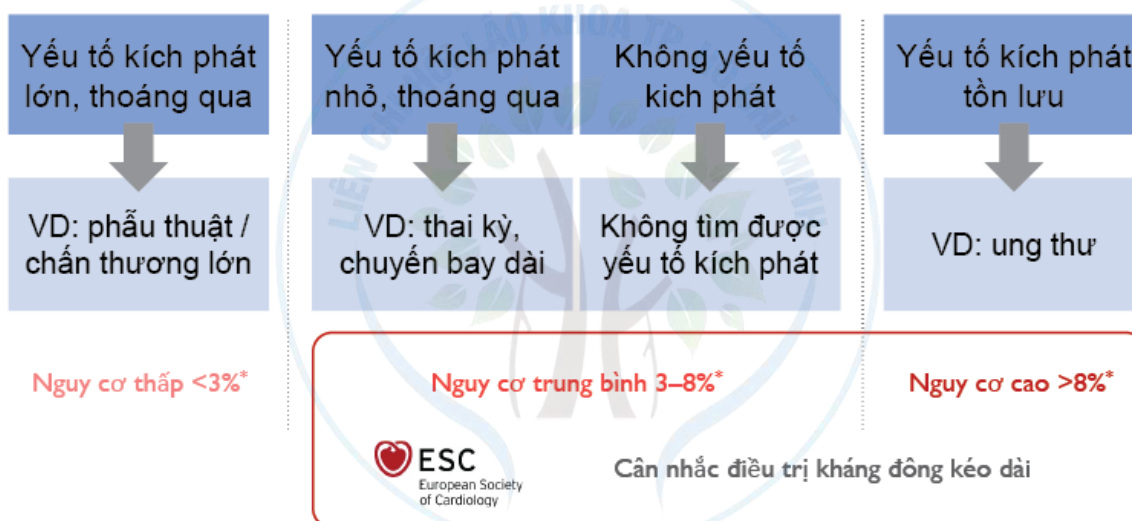 Yếu tố kích phát
lớn, thoáng qua
Yếu tố kích phát
nhỏ, thoáng qua
Không yếu tố
kich phát
Yếu tố kích phát
tồn lưu
VD: phẫu thuật /
chấn thương lớn
VD: thai kỳ,
chuyến bay dài
Không tìm được
yếu tố kích phát
VD: ung thư
Nguy cơ thấp <3%*
Nguy cơ trung bình 3–8%*
Nguy cơ cao >8%*
ESC
European Society
of Cardiology
Cân nhắc điều trị kháng đông kéo dài